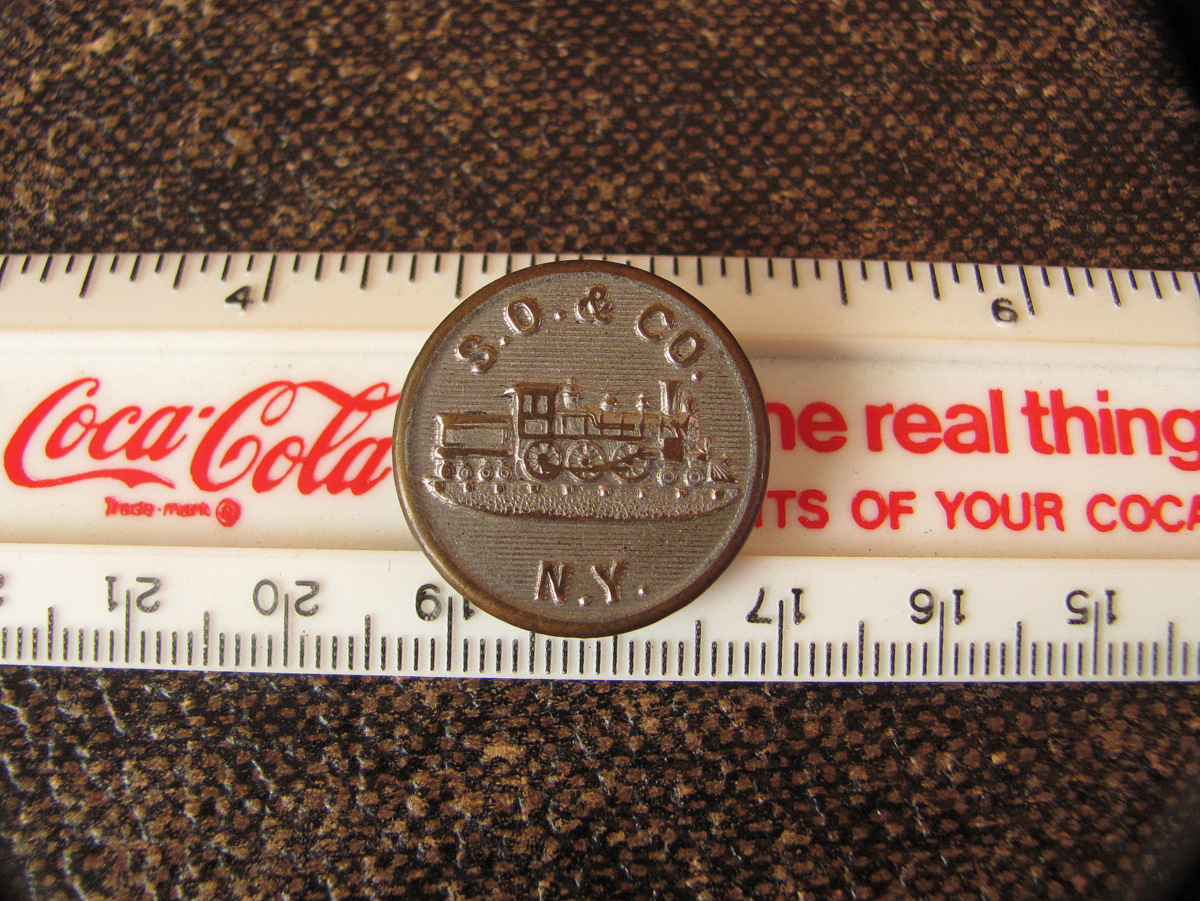 4 6
S.O. & CO.
Coca-Cola
Trade-mark ®
he real thing
ITS OF YOUR COCA
N.Y.
21 20 19 17 16 15